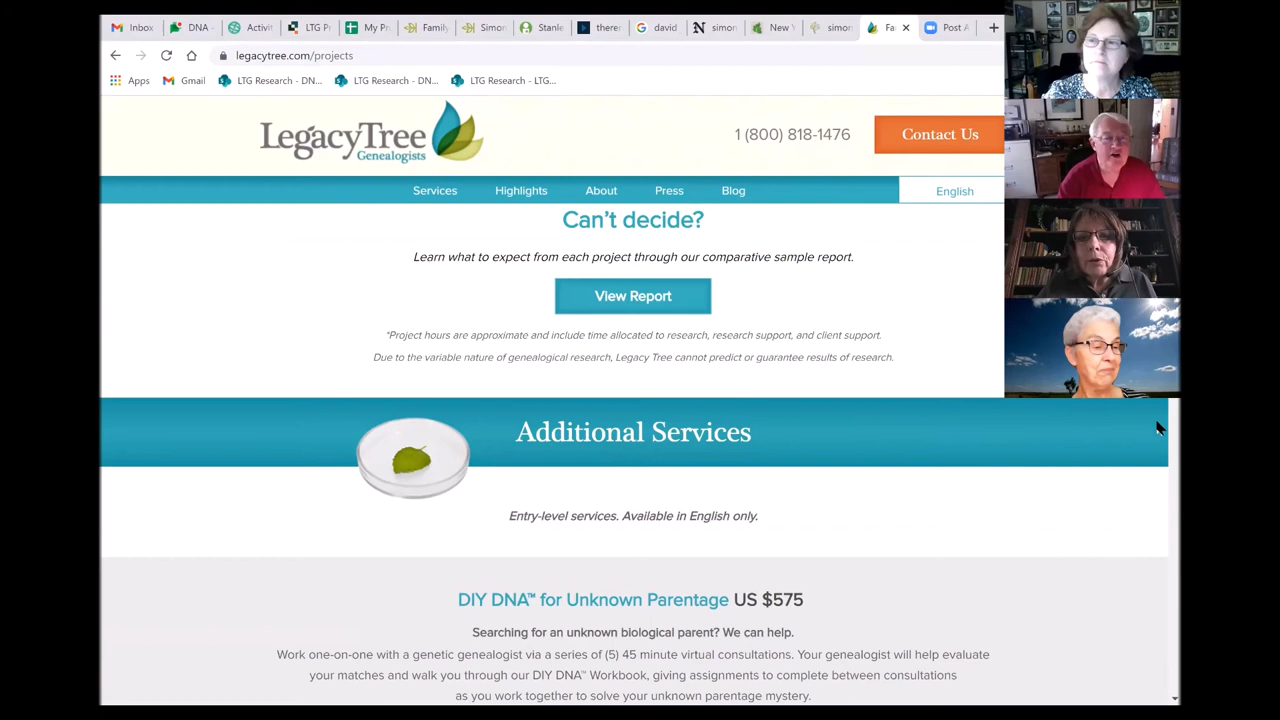 Inbox
DNA -
Activit
LTG P
My P
Family
Simon
Stanle
there
david
simo
New Y
simon
Fa
Post A
legacytree.com/projects
Apps
Gmail
LTG Research - DN...
LTG Research - DN...
LTG Research - LTG...
LegacyTree
Genealogists
1 (800) 818-1476
Contact Us
Services
Highlights
About
Press
Blog
English
Can't decide?
Learn what to expect from each project through our comparative sample report.
View Report
*Project hours are approximate and include time allocated to research, research support, and client support.
Due to the variable nature of genealogical research, Legacy Tree cannot predict or guarantee results of research.
Additional Services
Entry-level services. Available in English only.
DIY DNA™ for Unknown Parentage US $575
Searching for an unknown biological parent? We can help.
Work one-on-one with a genetic genealogist via a series of (5) 45 minute virtual consultations. Your genealogist will help evaluate
your matches and walk you through our DIY DNA™ Workbook, giving assignments to complete between consultations
as you work together to solve your unknown parentage mystery.